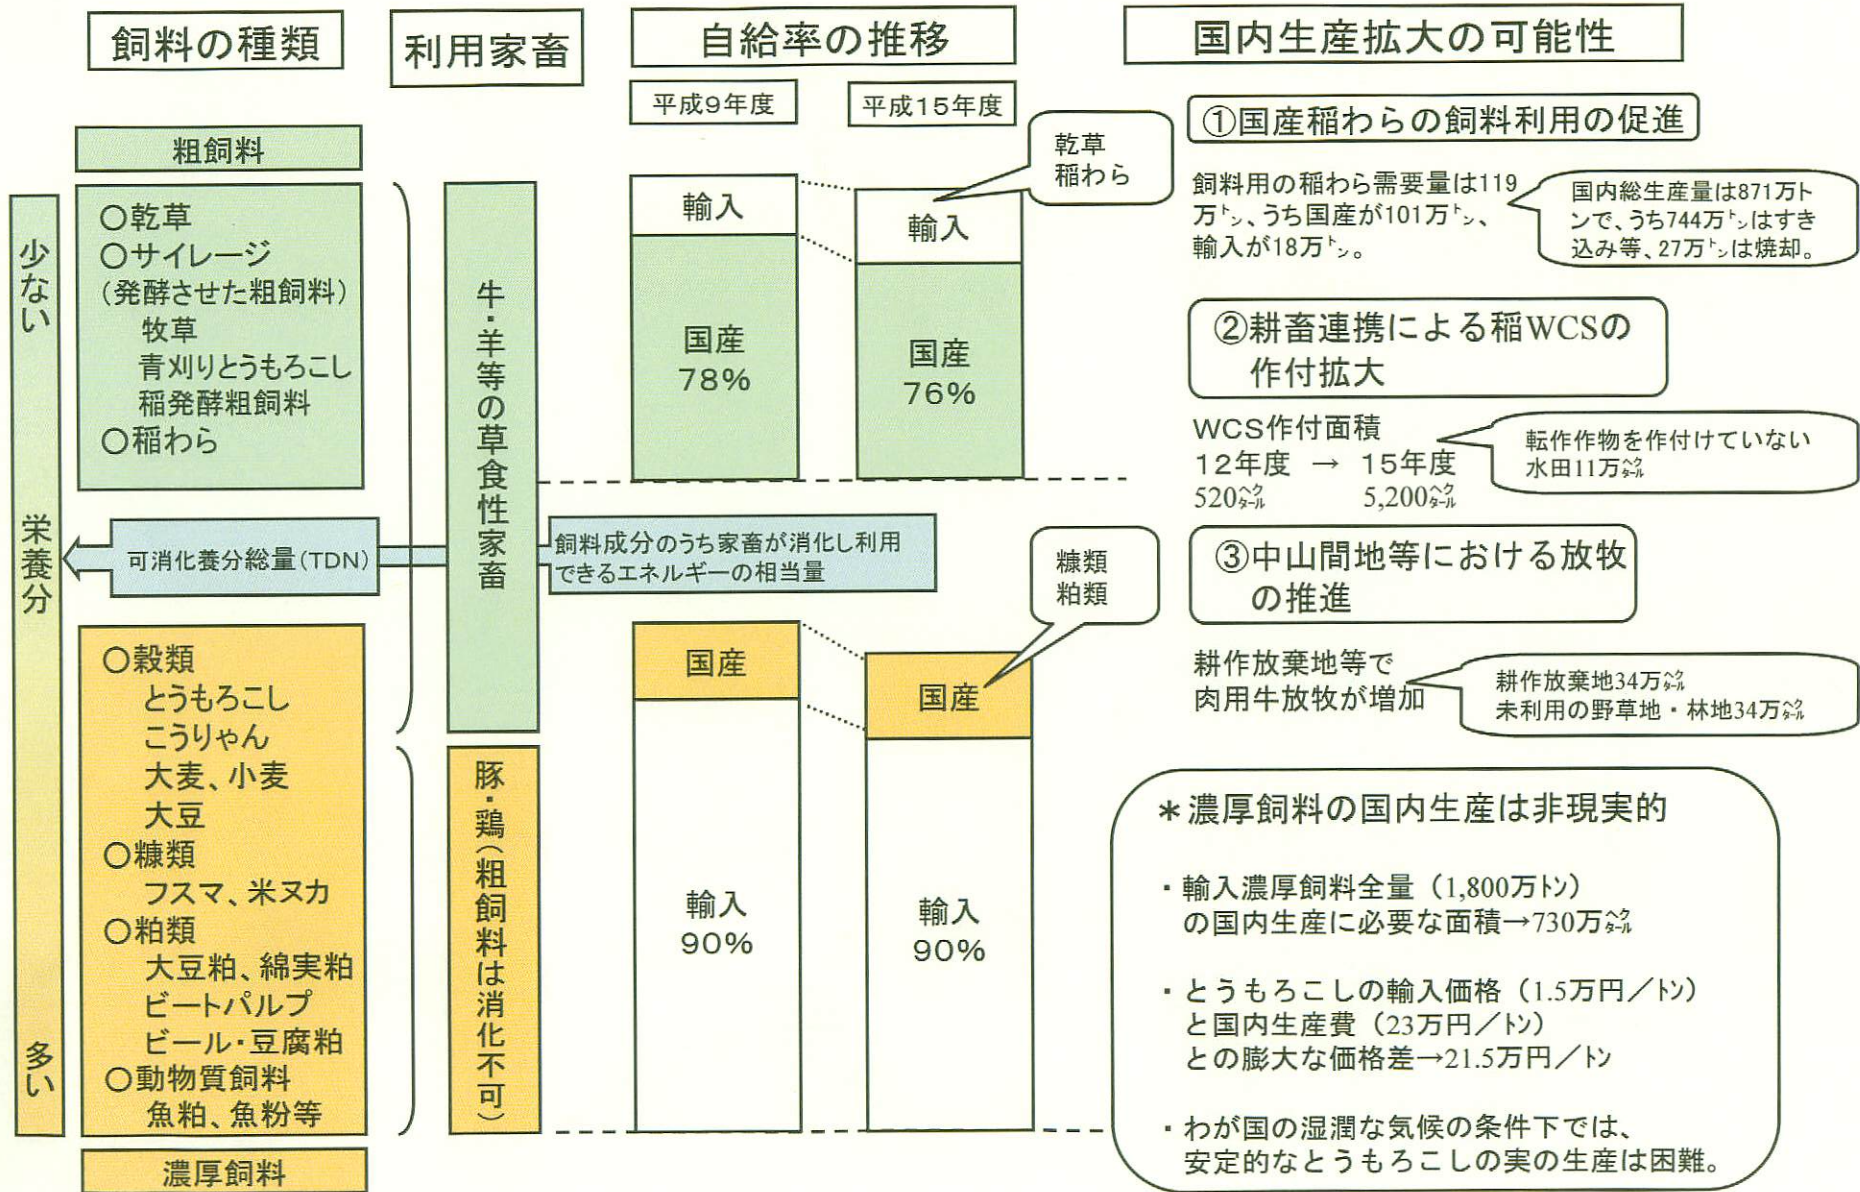 飼料の種類
利用家畜
自給率の推移
国内生産拡大の可能性
平成9年度
平成15年度
粗飼料
少ない
栄養分
多い
○乾草
○サイレージ
(発酵させた粗飼料)
牧草
青刈りとうもろこし
稲発酵粗飼料
○稲わら
可消化養分総量(TDN)
飼料成分のうち家畜が消化し利用
できるエネルギーの相当量
○穀類
とうもろこし
こうりゃん
大麦、小麦
大豆
○糠類
フスマ、米ヌカ
○粕類
大豆粕、綿実粕
ビートパルプ
ビール・豆腐粕
○動物質飼料
魚粕、魚粉等
濃厚飼料
牛・羊等の草食性家畜
豚・鶏(粗飼料は消化不可)
輸入
国産
78%
輸入
国産
76%
乾草
稲わら
国産
輸入
90%
国産
輸入
90%
糠類
粕類
①国産稲わらの飼料利用の促進
飼料用の稲わら需要量は119
万トン、うち国産が101万トン、
輸入が18万トン。
国内総生産量は871万ト
ンで、うち744万トンはすき
込み等、27万トンは焼却。
②耕畜連携による稲WCSの
作付拡大
WCS作付面積
12年度 → 15年度
520ヘクタール 5,200ヘクタール
転作作物を作付けていない
水田11万ヘクタール
③中山間地等における放牧
の推進
耕作放棄地等で
肉用牛放牧が増加
耕作放棄地34万ヘクタール
未利用の野草地・林地34万ヘクタール
＊濃厚飼料の国内生産は非現実的
・輸入濃厚飼料全量（1,800万トン）
の国内生産に必要な面積→730万ヘクタール
・とうもろこしの輸入価格（1.5万円／トン）
と国内生産費（23万円／トン）
との膨大な価格差→21.5万円／トン
・わが国の湿潤な気候の条件下では、
安定的なとうもろこしの実の生産は困難。